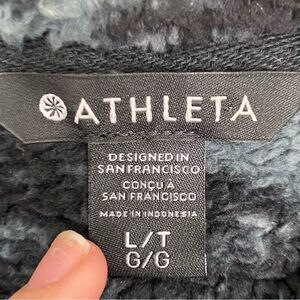 ATHLETA
DESIGNED IN
SAN FRANCISCO
CONÇU À
SAN FRANCISCO
MADE IN INDONESIA
L/T
G/G